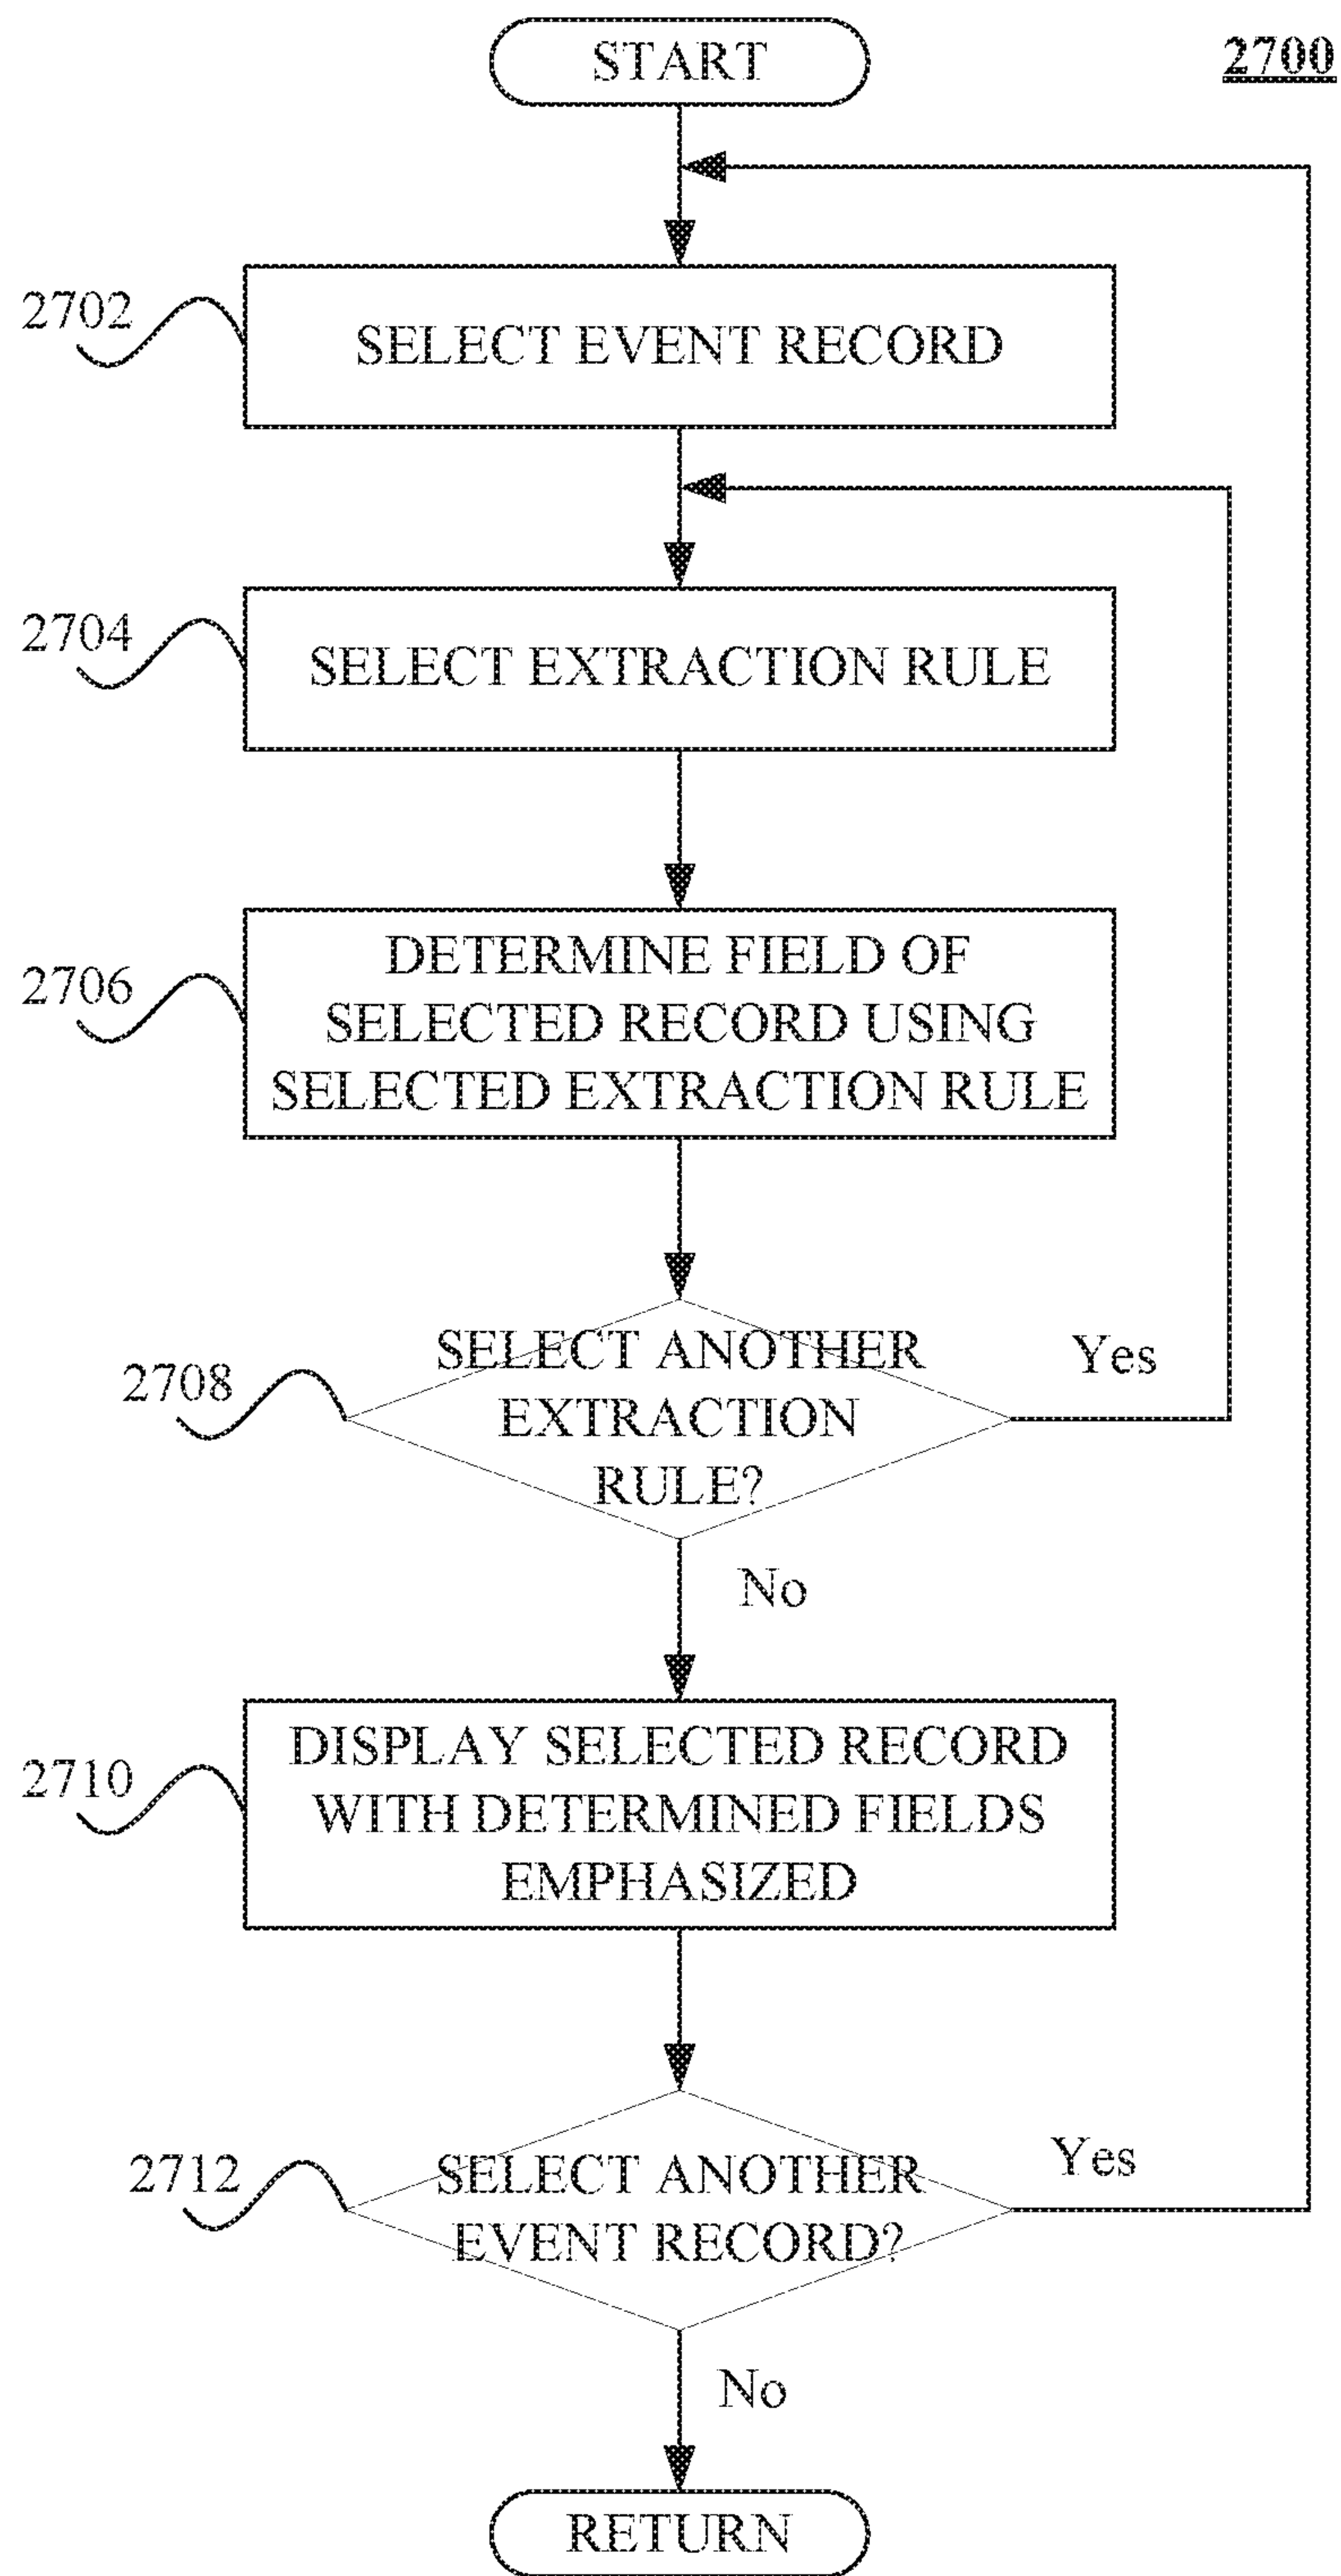 START
2700
2702
SELECT EVENT RECORD
2704
SELECT EXTRACTION RULE
2706
DETERMINE FIELD OF
SELECTED RECORD USING
SELECTED EXTRACTION RULE
2708
SELECT ANOTHER
EXTRACTION
RULE?
Yes
No
2710
DISPLAY SELECTED RECORD
WITH DETERMINED FIELDS
EMPHASIZED
2712
SELECT ANOTHER
EVENT RECORD?
Yes
No
RETURN